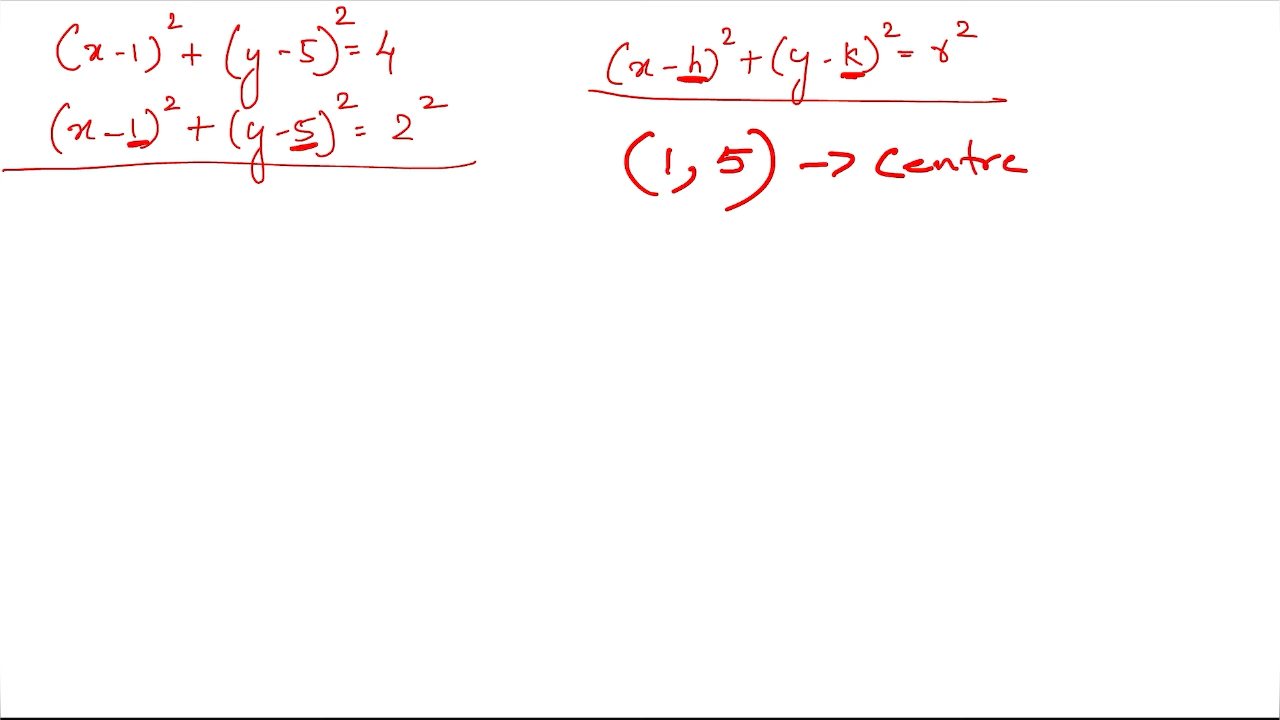 (x-1)² + (y-5)² = 4
(x-1)² + (y-5)² = 2²
(x-h)² + (y-k)² = r²
(1, 5) → Centre